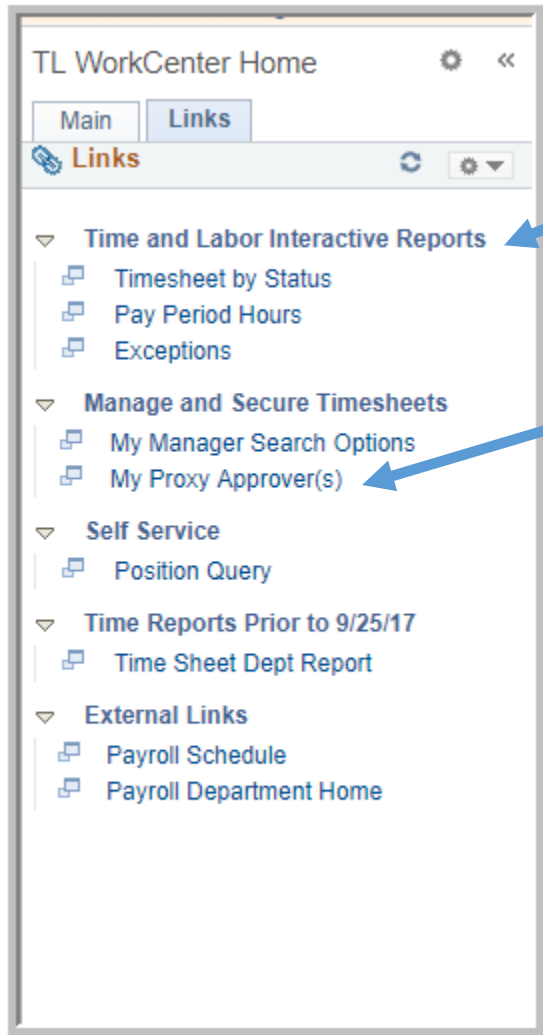 TL WorkCenter Home
Main Links
Links
Time and Labor Interactive Reports
Timesheet by Status
Pay Period Hours
Exceptions
Manage and Secure Timesheets
My Manager Search Options
My Proxy Approver(s)
Self Service
Position Query
Time Reports Prior to 9/25/17
Time Sheet Dept Report
External Links
Payroll Schedule
Payroll Department Home